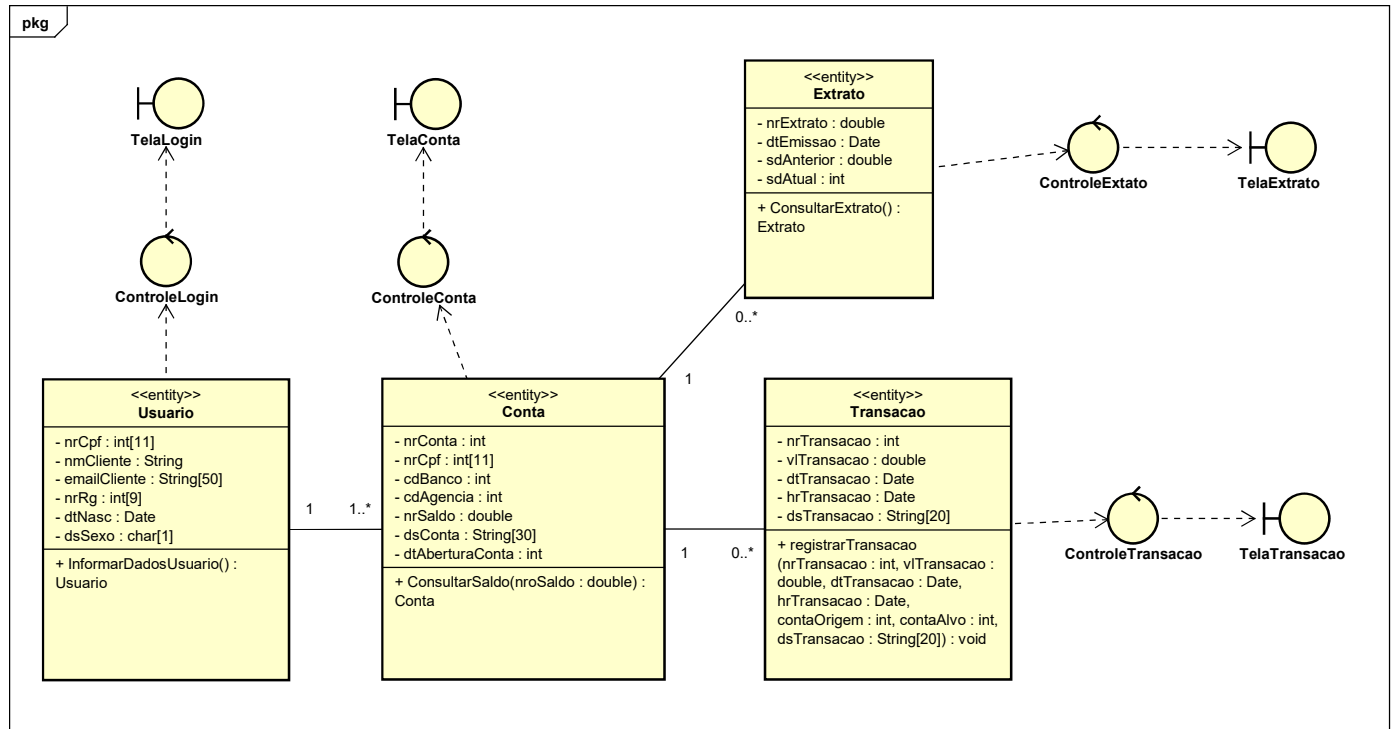 pkg
TelaLogin
TelaConta
<<entity>>
Extrato
- nrExtrato : double
- dtEmissao : Date
- sdAnterior : double
- sdAtual : int
+ ConsultarExtrato() :
Extrato
ControleExtato
TelaExtrato
ControleLogin
ControleConta
0..*
1
<<entity>>
Usuario
- nrCpf : int[11]
- nmCliente : String
- emailCliente : String[50]
- nrRg : int[9]
- dtNasc : Date
- dsSexo : char[1]
+ InformarDadosUsuario() :
Usuario
1
1..*
<<entity>>
Conta
- nrConta : int
- nrCpf : int[11]
- cdBanco : int
- cdAgencia : int
- nrSaldo : double
- dsConta : String[30]
- dtAberturaConta : int
+ ConsultarSaldo(nroSaldo : double) :
Conta
1
0..*
<<entity>>
Transacao
- nrTransacao : int
- vlTransacao : double
- dtTransacao : Date
- hrTransacao : Date
- dsTransacao : String[20]
+ registrarTransacao
(nrTransacao : int, vlTransacao :
double, dtTransacao : Date,
hrTransacao : Date,
contaOrigem : int, contaAlvo : int,
dsTransacao : String[20]) : void
ControleTransacao
TelaTransacao